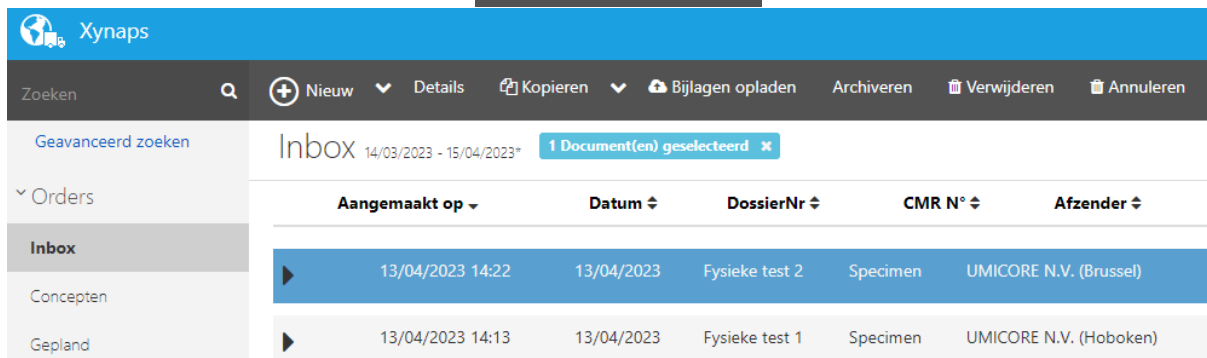 Xynaps
Zoeken
Nieuw Details Kopieren Bijlagen opladen Archiveren Verwijderen Annuleren
Geavanceerd zoeken
Inbox 14/03/2023 - 15/04/2023* 1 Document(en) geselecteerd ×
Orders
Aangemaakt op Datum DossierNr CMR N° Afzender
Inbox
13/04/2023 14:22 13/04/2023 Fysieke test 2 Specimen UMICORE N.V. (Brussel)
Concepten
Gepland
13/04/2023 14:13 13/04/2023 Fysieke test 1 Specimen UMICORE N.V. (Hoboken)